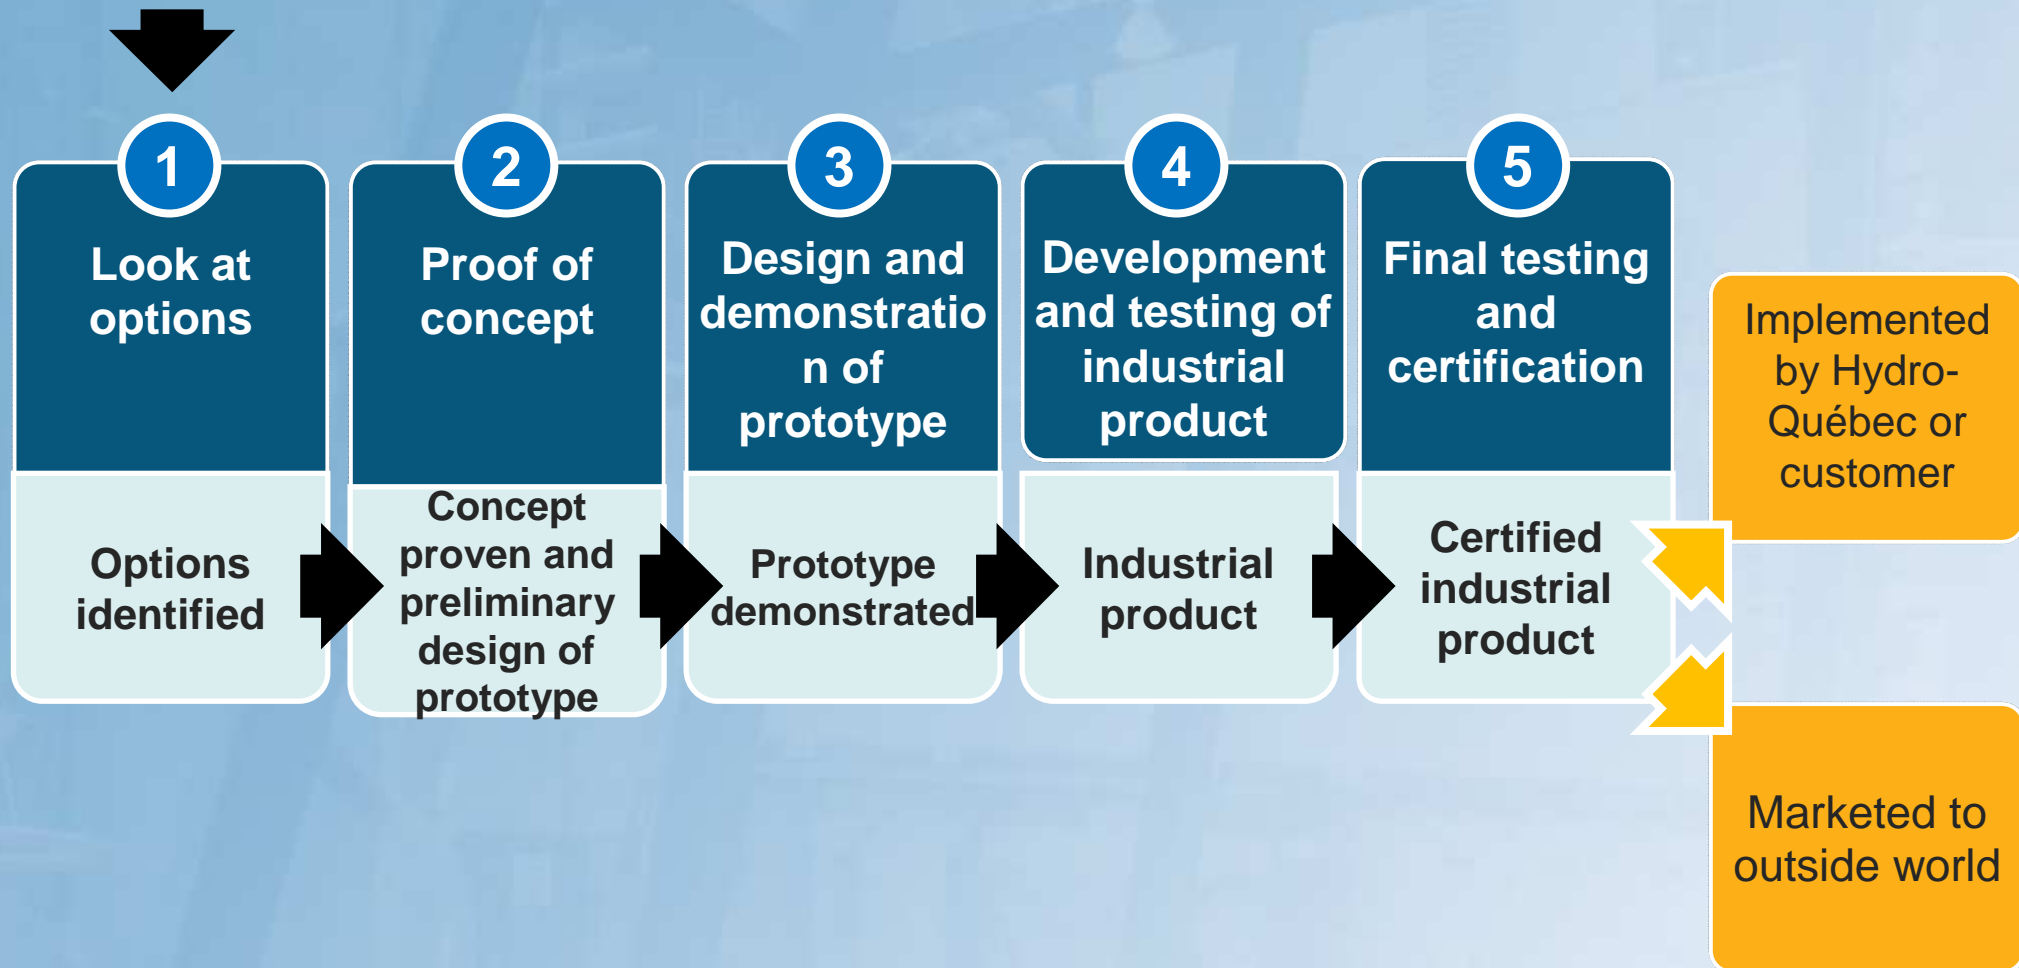 1
Look at
options
Options
identified
2
Proof of
concept
Concept
proven and
preliminary
design of
prototype
3
Design and
demonstratio
n of
prototype
Prototype
demonstrated
4
Development
and testing of
industrial
product
Industrial
product
5
Final testing
and
certification
Certified
industrial
product
Implemented
by Hydro-
Québec or
customer
Marketed to
outside world